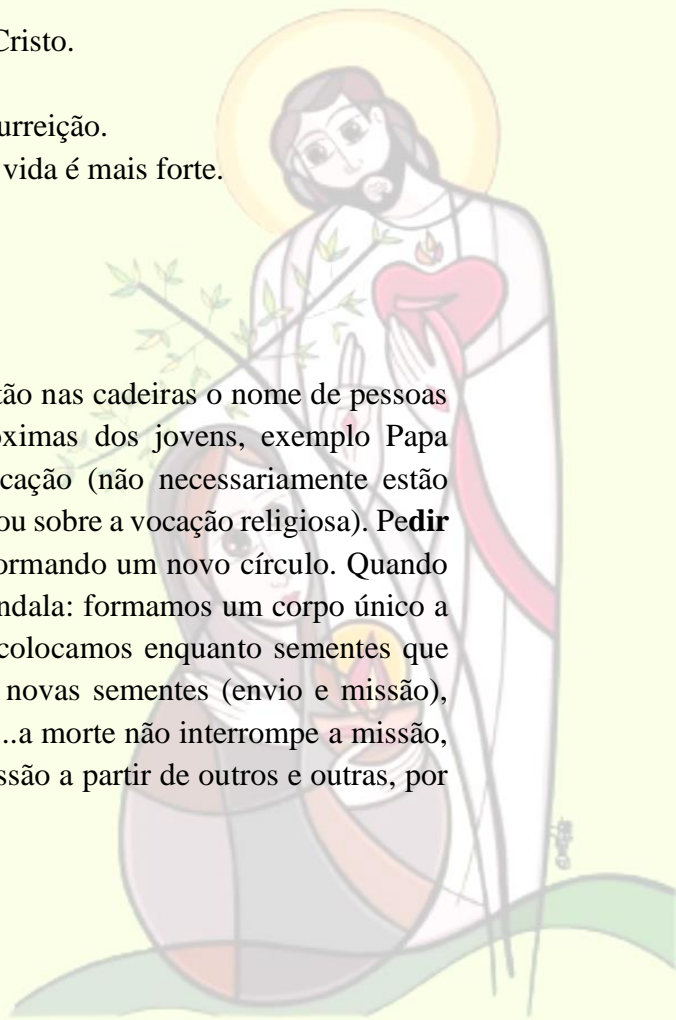 Cristo.
urreição.
vida é mais forte.
tão nas cadeiras o nome de pessoas
óximas dos jovens, exemplo Papa
cação (não necessariamente estão
ou sobre a vocação religiosa). Pedir
ormando um novo círculo. Quando
ndala: formamos um corpo único a
colocamos enquanto sementes que
novas sementes (envio e missão),
...a morte não interrompe a missão,
ssão a partir de outros e outras, por